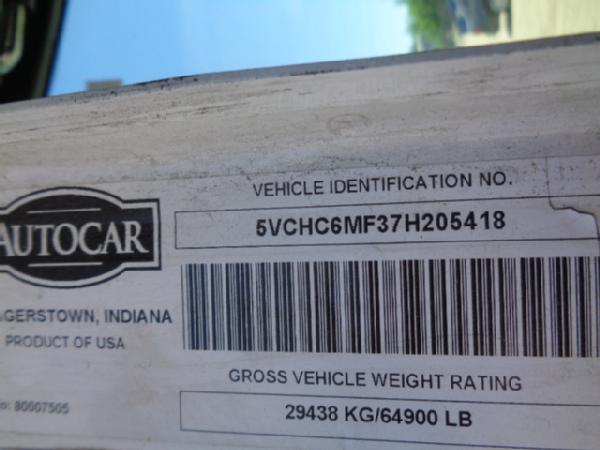 VEHICLE IDENTIFICATION NO.
5VCHC6MF37H205418
AUTOCAR
AGERSTOWN, INDIANA
PRODUCT OF USA
GROSS VEHICLE WEIGHT RATING
29438 KG/64900 LB
No: 80007505